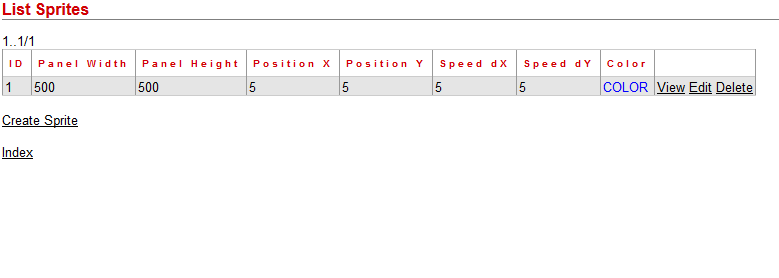 List Sprites
1..1/1
ID Panel Width Panel Height Position X Position Y Speed dX Speed dY Color
1 500 500 5 5 5 5 COLOR View Edit Delete
Create Sprite
Index